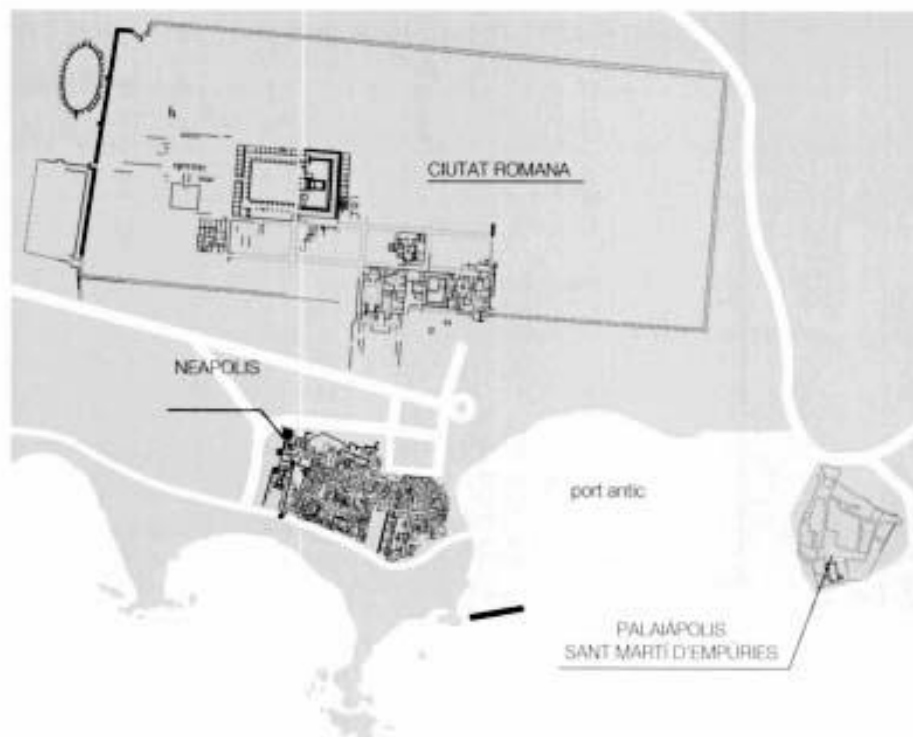 CIUTAT ROMANA
NEAPOLIS
port antic
PALAIÀPOLIS
SANT MARTÍ D'EMPÚRIES